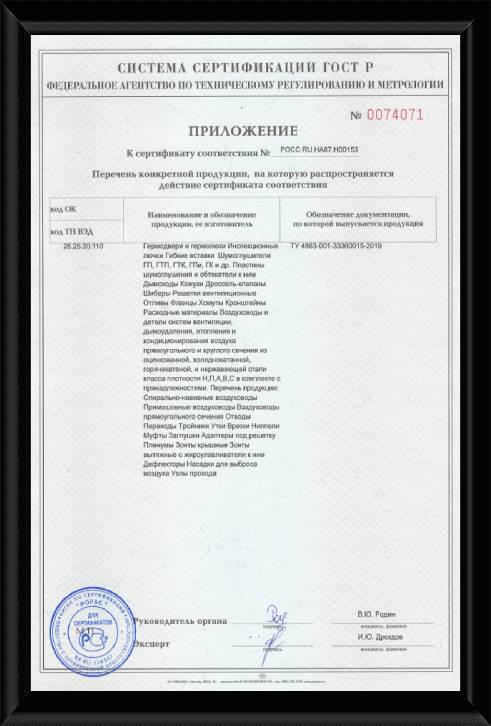 СИСТЕМА СЕРТИФИКАЦИИ ГОСТ Р
ФЕДЕРАЛЬНОЕ АГЕНТСТВО ПО ТЕХНИЧЕСКОМУ РЕГУЛИРОВАНИЮ И МЕТРОЛОГИИ
№ 0074071
ПРИЛОЖЕНИЕ
К сертификату соответствия № РОСС RU.НА87.Н00153
Перечень конкретной продукции, на которую распространяется
действие сертификата соответствия
код ОК
код ТН ВЭД
Наименование и обозначение
продукции, ее изготовитель
Обозначение документации,
по которой выпускается продукция
28.25.30.110
Гермодвери и гермолюки Инспекционные
лючки Гибкие вставки Шумоглушители
ГП, ГТП, ГТК, ГПи, ГК и др. Пластины
шумоглушения и обтекатели к ним
Дымоходы Кожухи Дроссель-клапаны
Шиберы Решетки вентиляционные
Отливы Фланцы Хомуты Кронштейны
Расходные материалы Воздуховоды и
детали систем вентиляции,
дымоудаления, отопления и
кондиционирования воздуха
прямоугольного и круглого сечения из
оцинкованной, холоднокатанной,
горячекатаной, и нержавеющей стали
класса плотности Н,П,А,В,С в комплекте с
принадлежностями. Перечень продукции:
Спирально-навивные воздуховоды
Прямошовные воздуховоды Воздуховоды
прямоугольного сечения Отводы
Переходы Тройники Утки Врезки Ниппели
Муфты Заглушки Адаптеры под решетку
Пленумы Зонты крышные Зонты
вытяжные с жироулавливатели к ним
Дефлекторы Насадки для выброса
воздуха Узлы прохода
ТУ 4863-001-33360015-2019
Руководитель органа
подпись
В.Ю. Родин
инициалы, фамилия
Эксперт
подпись
И.Ю. Дроздов
инициалы, фамилия
ОРГАН ПО СЕРТИФИКАЦИИ
"ФОРАС"
ДЛЯ
СЕРТИФИКАТОВ